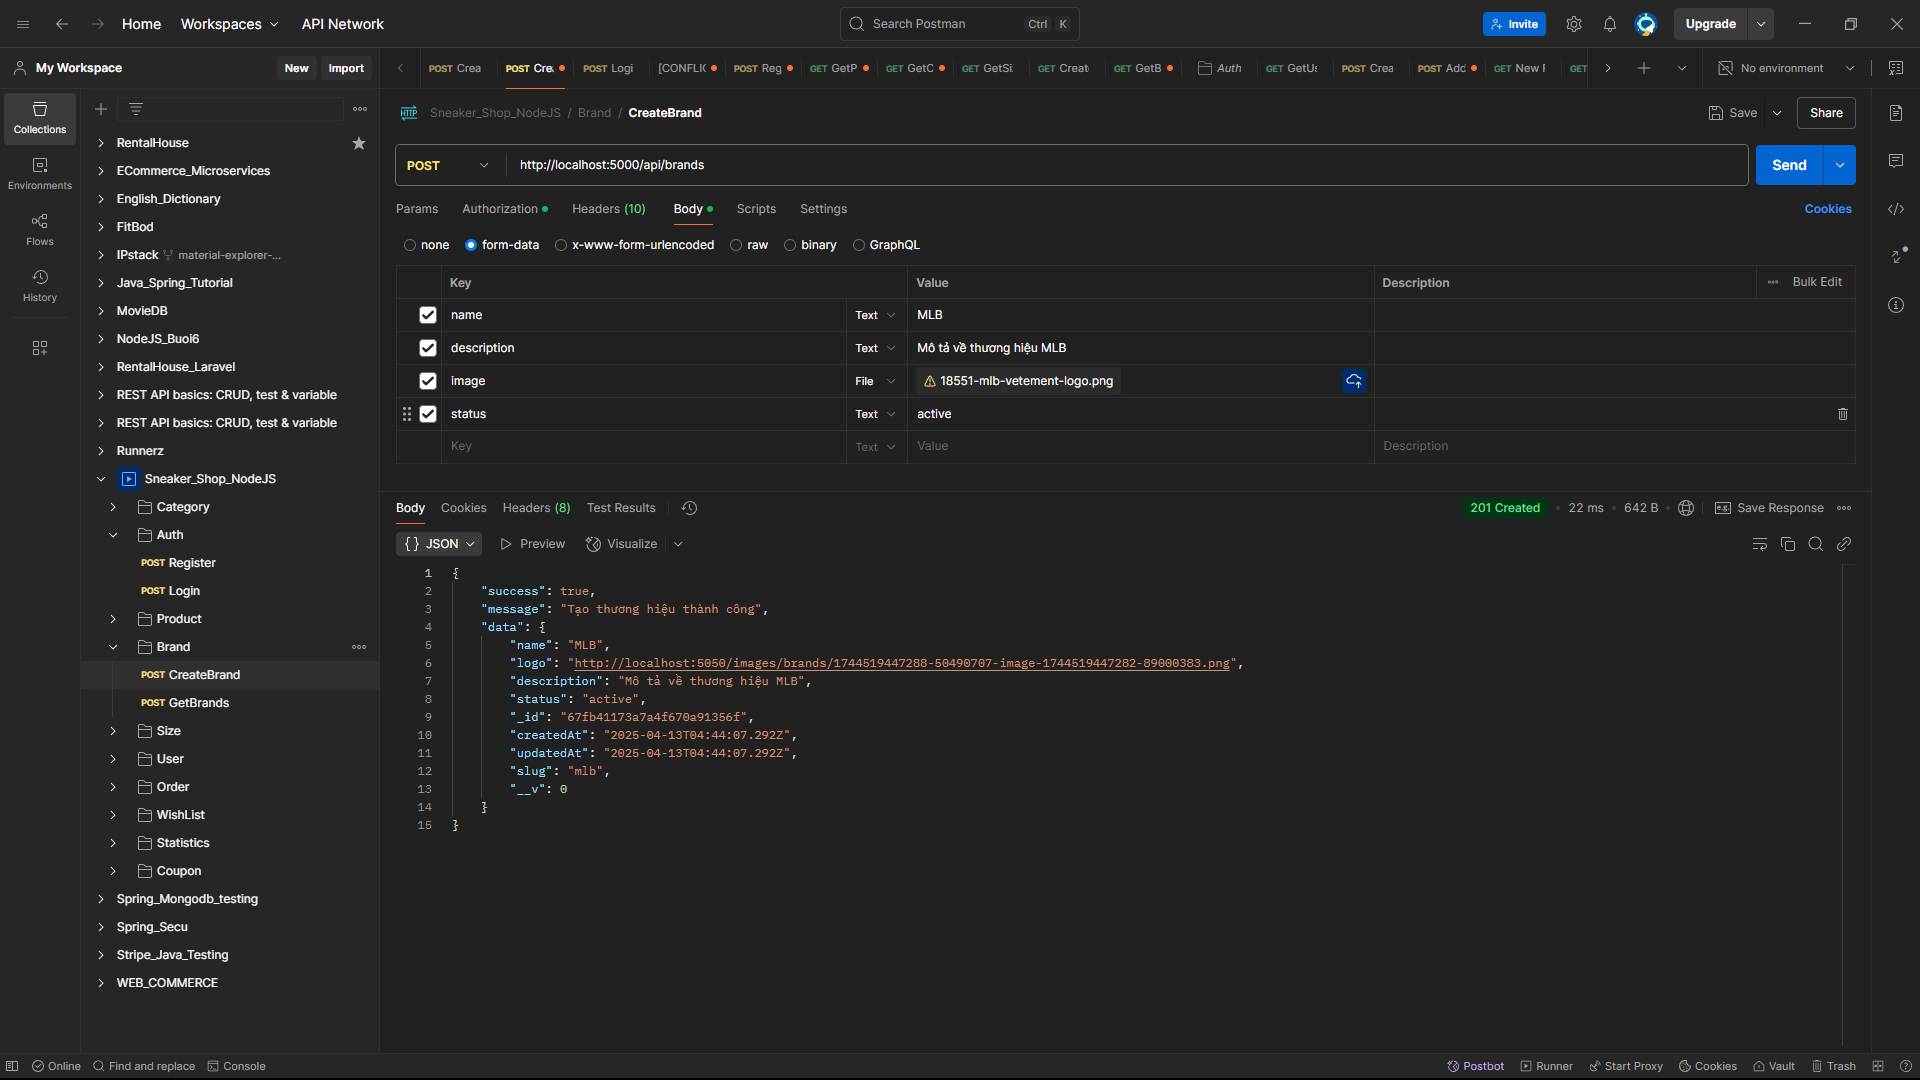 Home Workspaces API Network Search Postman Ctrl K Invite Upgrade
My Workspace New Import
POST Crea POST Cre POST Logi [CONFLIC POST Reg GET GetP GET GetC GET GetSi GET Creat GET GetB Auth GET GetUs POST Crea POST Add GET New R GET No environment
Collections
Environments
Flows
History
RentalHouse
ECommerce_Microservices
English_Dictionary
FitBod
IPstack material-explorer-...
Java_Spring_Tutorial
MovieDB
NodeJS_Buoi6
RentalHouse_Laravel
REST API basics: CRUD, test & variable
REST API basics: CRUD, test & variable
Runnerz
Sneaker_Shop_NodeJS
Category
Auth
POST Register
POST Login
Product
Brand
POST CreateBrand
POST GetBrands
Size
User
Order
WishList
Statistics
Coupon
Spring_Mongodb_testing
Spring_Secu
Stripe_Java_Testing
WEB_COMMERCE
HTTP Sneaker_Shop_NodeJS / Brand / CreateBrand Save Share
POST http://localhost:5000/api/brands Send
Params Authorization Headers (10) Body Scripts Settings Cookies
none form-data x-www-form-urlencoded raw binary GraphQL
Key Value Description Bulk Edit
name Text MLB
description Text Mô tả về thương hiệu MLB
image File 18551-mlb-vetement-logo.png
status Text active
Key Text Value Description
Body Cookies Headers (8) Test Results 201 Created 22 ms 642 B e.g. Save Response
{} JSON Preview Visualize
1 {
2 "success": true,
3 "message": "Tạo thương hiệu thành công",
4 "data": {
5 "name": "MLB",
6 "logo": "http://localhost:5050/images/brands/1744519447288-50490707-image-1744519447282-89000383.png",
7 "description": "Mô tả về thương hiệu MLB",
8 "status": "active",
9 "_id": "67fb41173a7a4f670a91356f",
10 "createdAt": "2025-04-13T04:44:07.292Z",
11 "updatedAt": "2025-04-13T04:44:07.292Z",
12 "slug": "mlb",
13 "__v": 0
14 }
15 }
Online Find and replace Console Postbot Runner Start Proxy Cookies Vault Trash